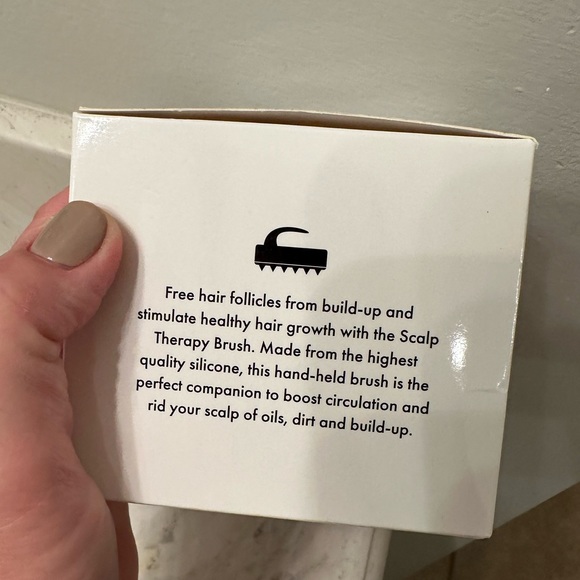 Free hair follicles from build-up and
stimulate healthy hair growth with the Scalp
Therapy Brush. Made from the highest
quality silicone, this hand-held brush is the
perfect companion to boost circulation and
rid your scalp of oils, dirt and build-up.